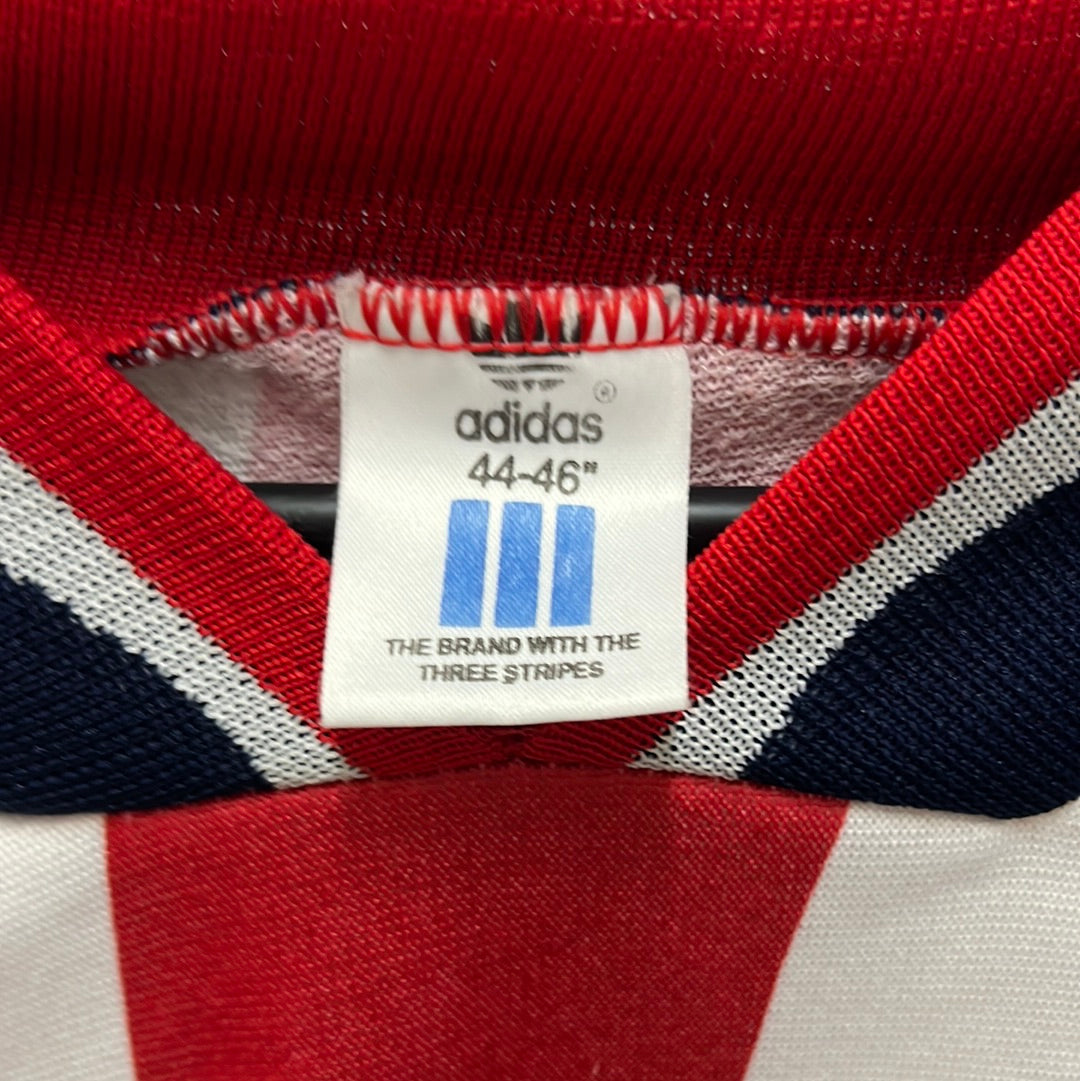 ®
adidas
44-46"
THE BRAND WITH THE
THREE STRIPES